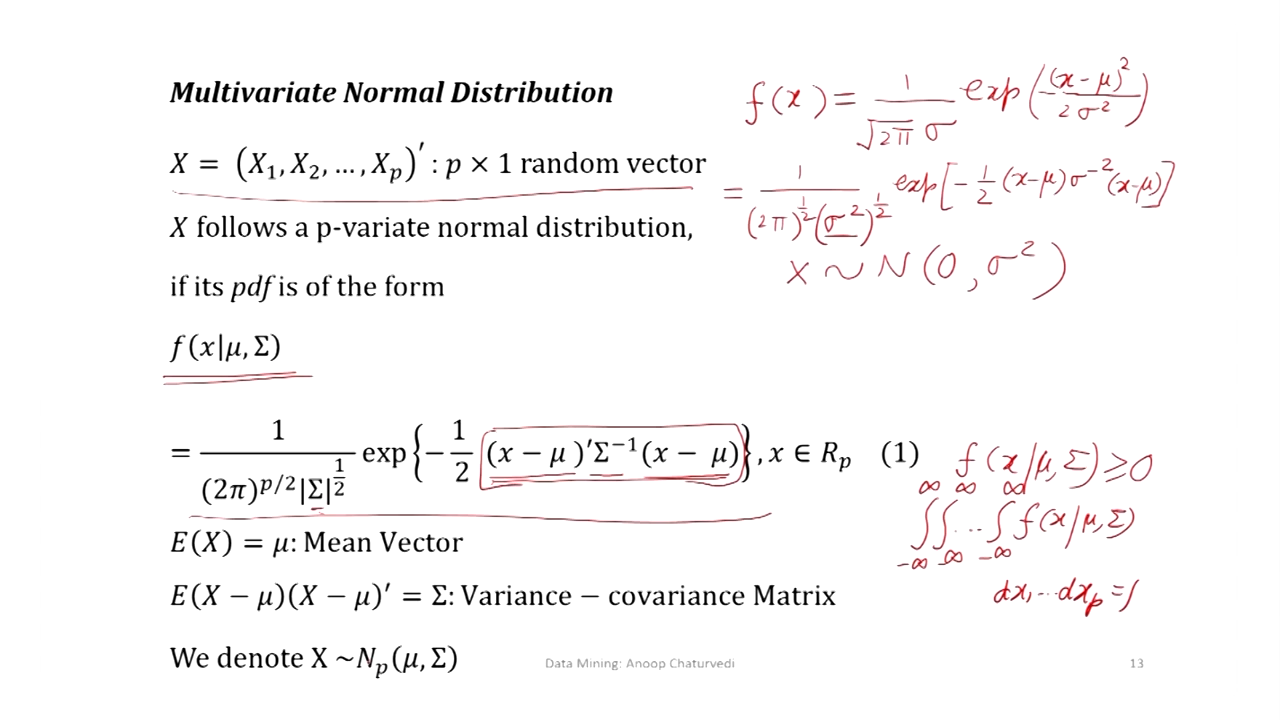 Multivariate Normal Distribution
X = (X₁, X₂, …, Xₚ)′ : p × 1 random vector
X follows a p-variate normal distribution,
if its pdf is of the form
f(x|μ, Σ)
= 1/((2π)^{p/2}|Σ|^{1/2}) exp{−1/2 (x − μ)′Σ⁻¹(x − μ)}, x ∈ Rₚ (1)
E(X) = μ: Mean Vector
E(X − μ)(X − μ)′ = Σ: Variance − covariance Matrix
We denote X ~Nₚ(μ, Σ)
f(x) = 1/(√2π σ) exp(−(x−μ)²/2σ²)
= 1/((2π)^{1/2}(σ²)^{1/2}) exp[−1/2 (x−μ)σ⁻²(x−μ)]
X ~ N(0, σ²)
f(x/μ, Σ) ≥ 0
∞ ∞ ∞
∫∫…∫ f(x/μ, Σ)
−∞ −∞ −∞
dx₁…dxₚ = 1
Data Mining: Anoop Chaturvedi
13